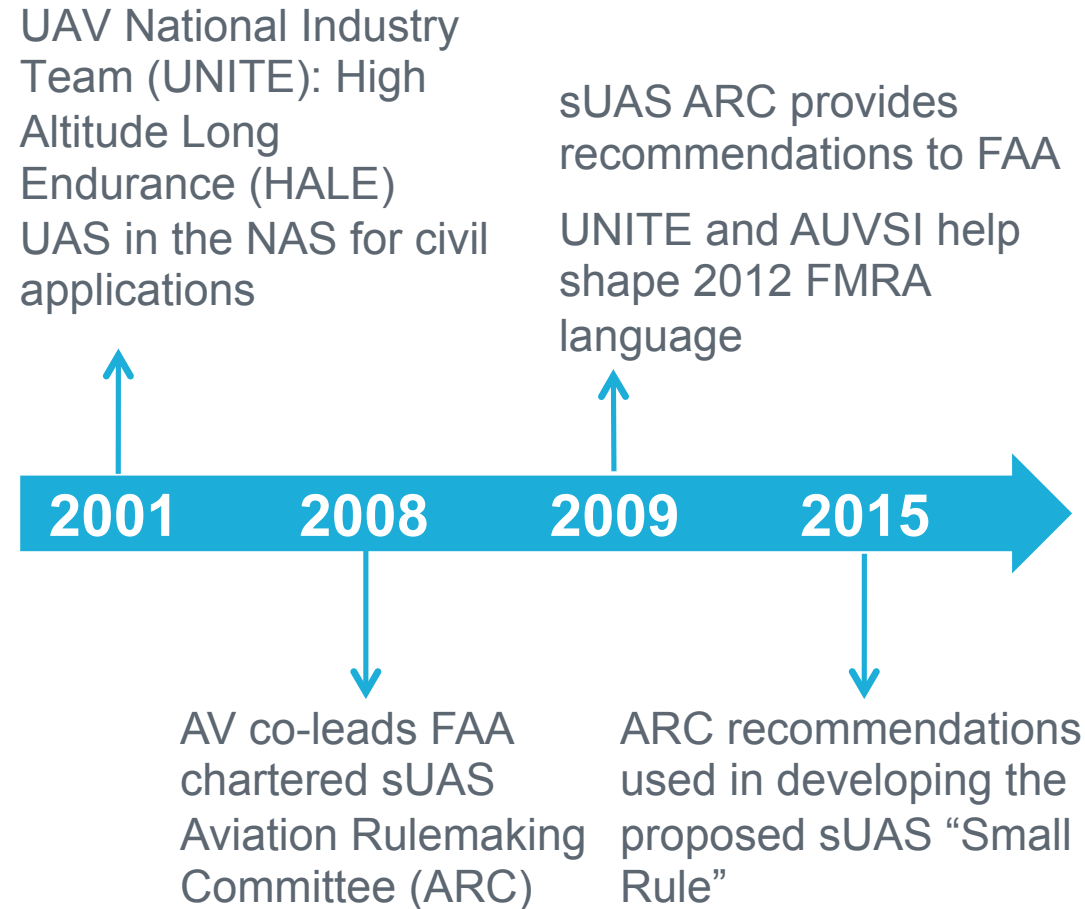 UAV National Industry
Team (UNITE): High
Altitude Long
Endurance (HALE)
UAS in the NAS for civil
applications
sUAS ARC provides
recommendations to FAA
UNITE and AUVSI help
shape 2012 FMRA
language
2001
2008
2009
2015
AV co-leads FAA
chartered sUAS
Aviation Rulemaking
Committee (ARC)
ARC recommendations
used in developing the
proposed sUAS “Small
Rule”